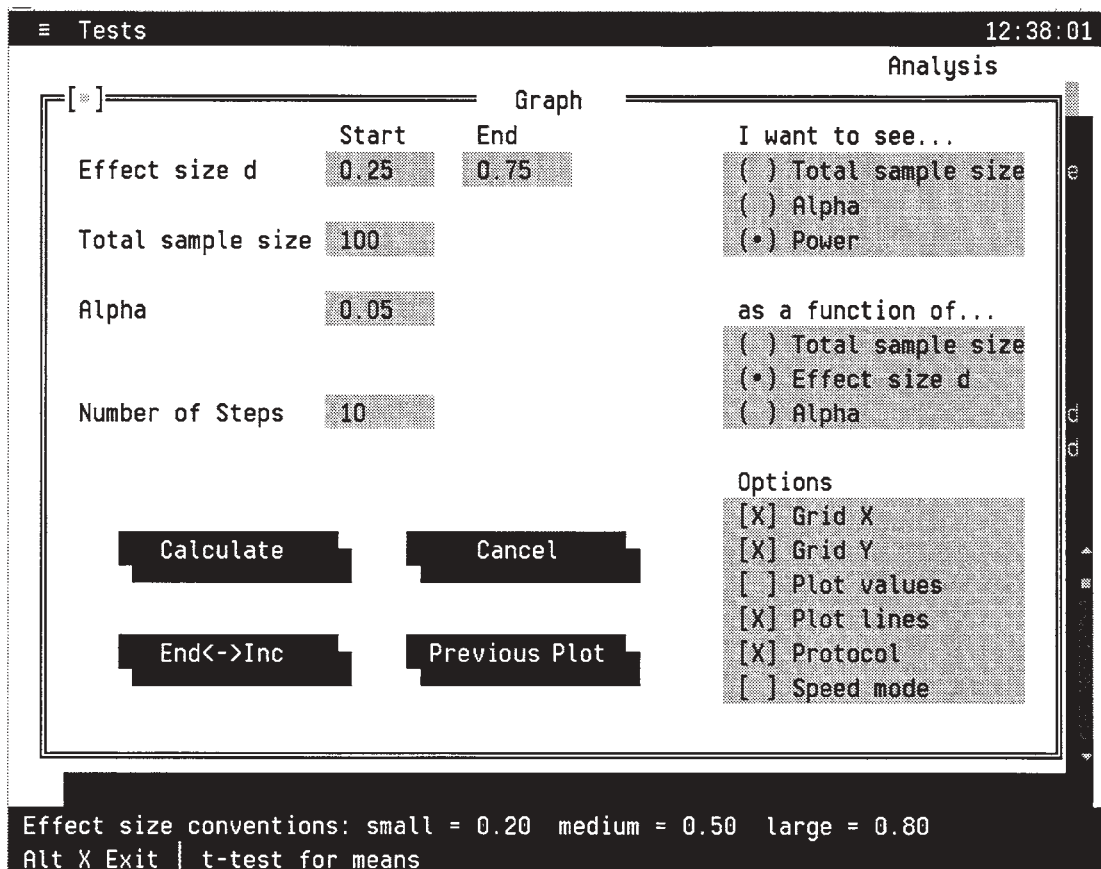 ≡ Tests 12:38:01
Analysis
[ ] Graph
Start End
Effect size d 0.25 0.75
Total sample size 100
Alpha 0.05
Number of Steps 10
I want to see...
( ) Total sample size
( ) Alpha
(•) Power
as a function of...
( ) Total sample size
(•) Effect size d
( ) Alpha
Options
[X] Grid X
[X] Grid Y
[ ] Plot values
[X] Plot lines
[X] Protocol
[ ] Speed mode
Calculate Cancel
End<->Inc Previous Plot
e
d
d
Effect size conventions: small = 0.20 medium = 0.50 large = 0.80
Alt X Exit | t-test for means